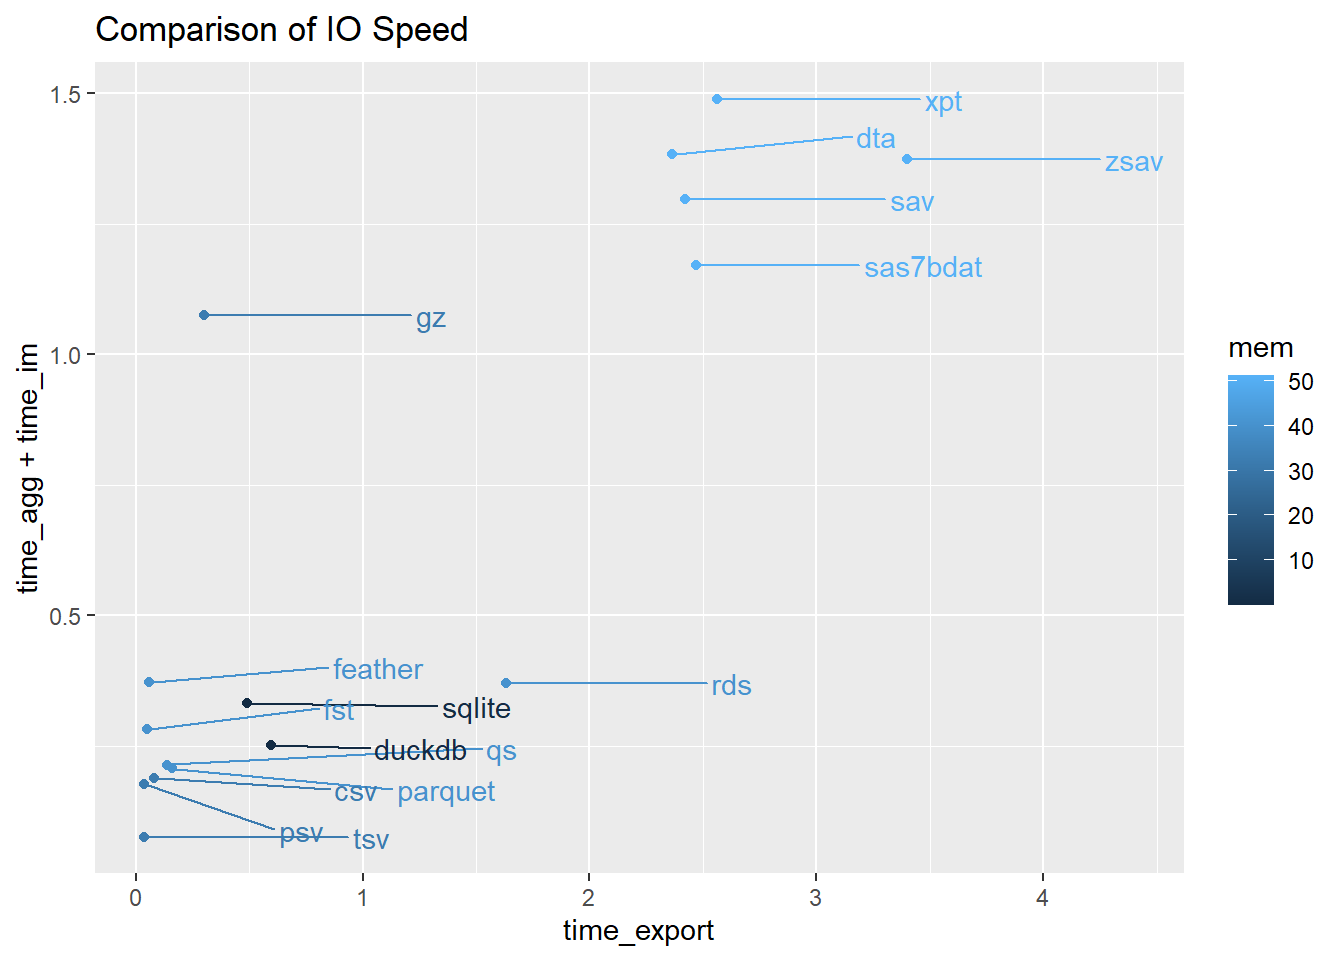 Comparison of IO Speed
time_agg + time_im
1.5
1.0
0.5
xpt
dta
zsav
sav
sas7bdat
gz
feather
rds
fst
sqlite
duckdb
qs
csv
parquet
psv
tsv
0
1
2
3
4
time_export
mem
50
40
30
20
10